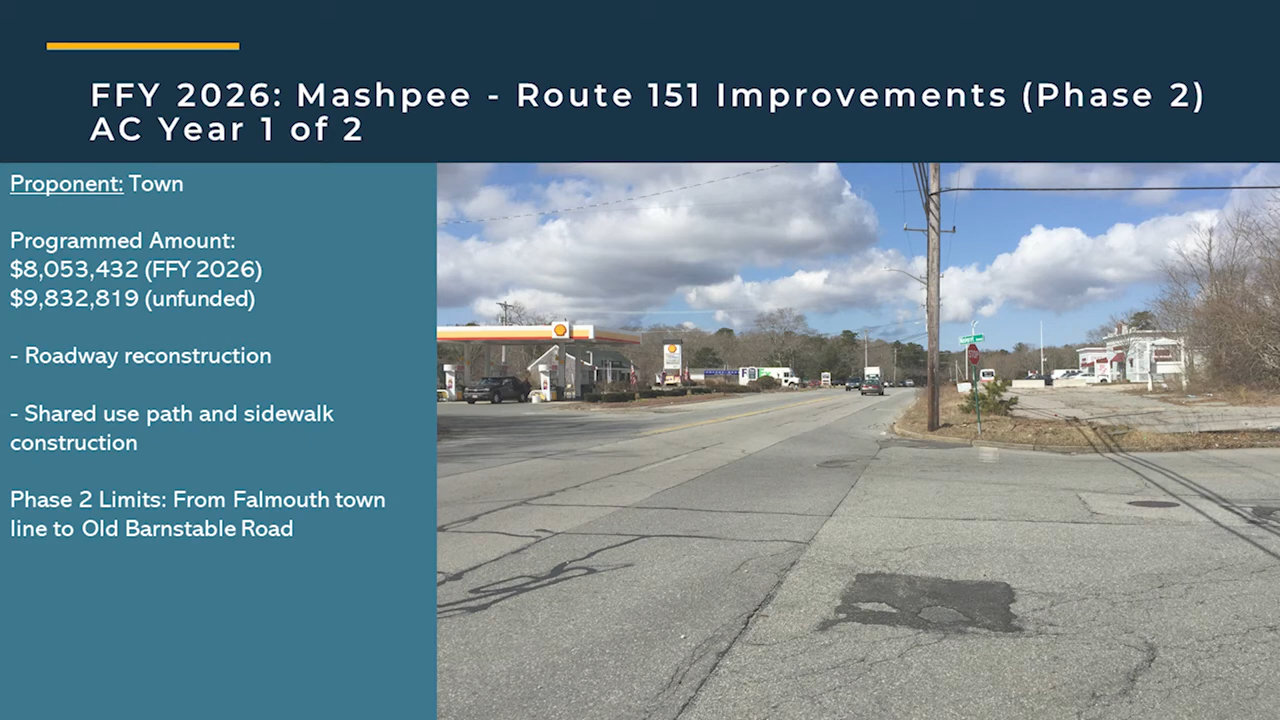 FFY 2026: Mashpee - Route 151 Improvements (Phase 2)
AC Year 1 of 2
Proponent: Town
Programmed Amount:
$8,053,432 (FFY 2026)
$9,832,819 (unfunded)
- Roadway reconstruction
- Shared use path and sidewalk
construction
Phase 2 Limits: From Falmouth town
line to Old Barnstable Road